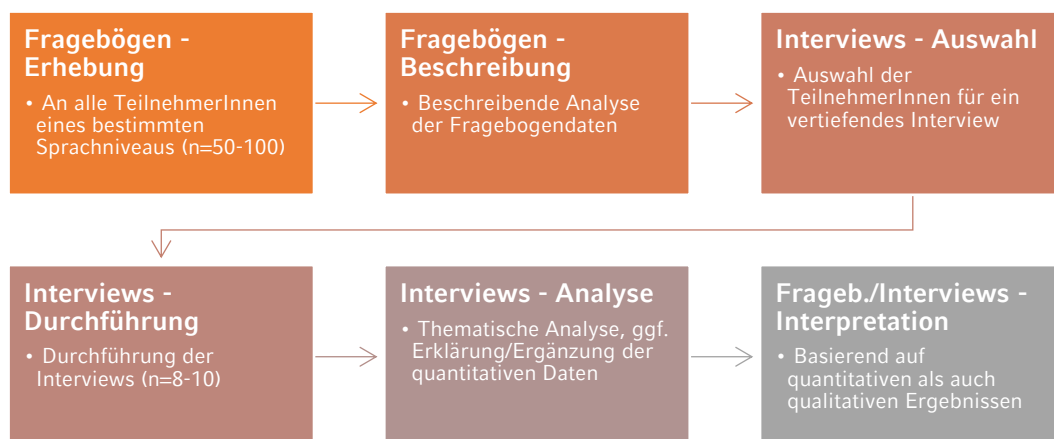 Fragebögen -
Erhebung
• An alle TeilnehmerInnen
eines bestimmten
Sprachniveaus (n=50-100)
Fragebögen -
Beschreibung
• Beschreibende Analyse
der Fragebogendaten
Interviews - Auswahl
• Auswahl der
TeilnehmerInnen für ein
vertiefendes Interview
Interviews -
Durchführung
• Durchführung der
Interviews (n=8-10)
Interviews - Analyse
• Thematische Analyse, ggf.
Erklärung/Ergänzung der
quantitativen Daten
Frageb./Interviews -
Interpretation
• Basierend auf
quantitativen als auch
qualitativen Ergebnissen